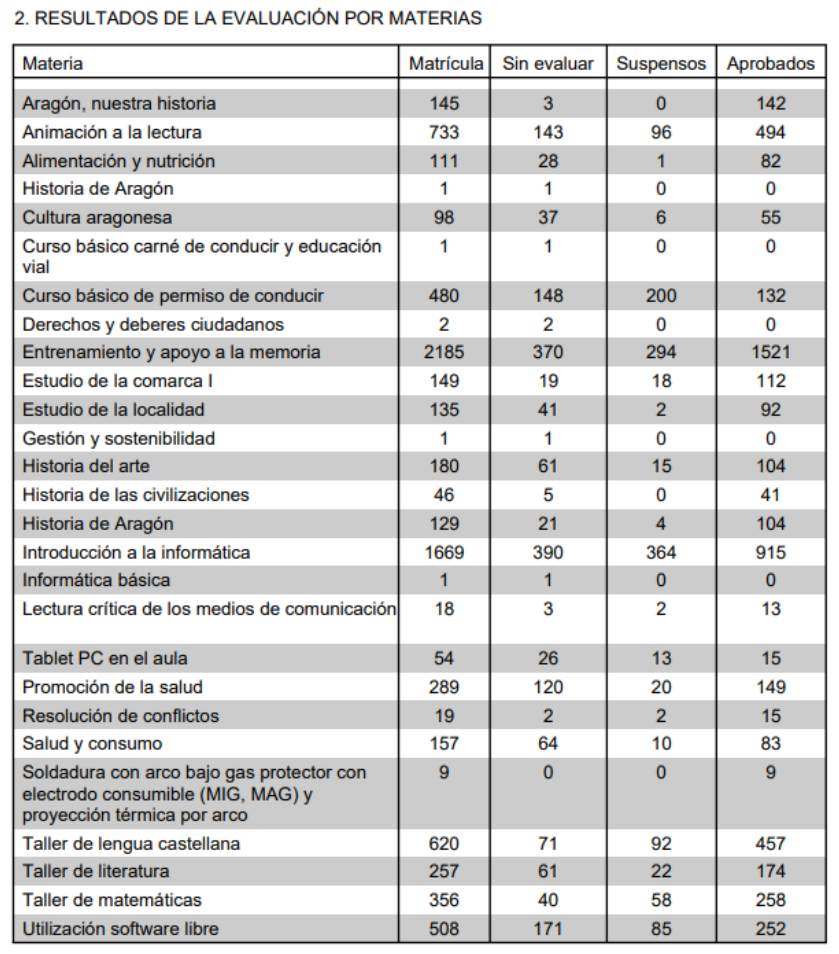 2. RESULTADOS DE LA EVALUACIÓN POR MATERIAS
Materia Matrícula Sin evaluar Suspensos Aprobados
Aragón, nuestra historia 145 3 0 142
Animación a la lectura 733 143 96 494
Alimentación y nutrición 111 28 1 82
Historia de Aragón 1 1 0 0
Cultura aragonesa 98 37 6 55
Curso básico carné de conducir y educación 1 1 0 0
vial
Curso básico de permiso de conducir 480 148 200 132
Derechos y deberes ciudadanos 2 2 0 0
Entrenamiento y apoyo a la memoria 2185 370 294 1521
Estudio de la comarca I 149 19 18 112
Estudio de la localidad 135 41 2 92
Gestión y sostenibilidad 1 1 0 0
Historia del arte 180 61 15 104
Historia de las civilizaciones 46 5 0 41
Historia de Aragón 129 21 4 104
Introducción a la informática 1669 390 364 915
Informática básica 1 1 0 0
Lectura crítica de los medios de comunicación 18 3 2 13
Tablet PC en el aula 54 26 13 15
Promoción de la salud 289 120 20 149
Resolución de conflictos 19 2 2 15
Salud y consumo 157 64 10 83
Soldadura con arco bajo gas protector con 9 0 0 9
electrodo consumible (MIG, MAG) y
proyección térmica por arco
Taller de lengua castellana 620 71 92 457
Taller de literatura 257 61 22 174
Taller de matemáticas 356 40 58 258
Utilización software libre 508 171 85 252